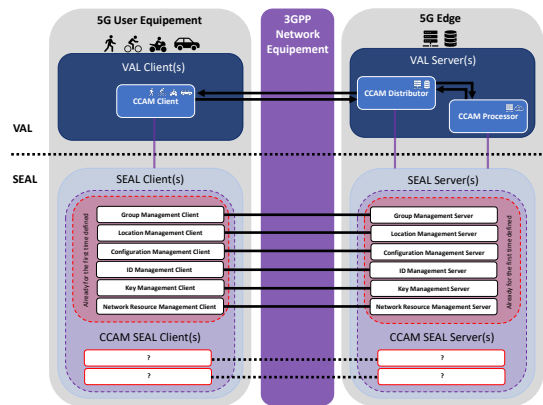 5G User Equipement
3GPP
Network
Equipement
5G Edge
VAL Client(s)
VAL Server(s)
CCAM Client
CCAM Distributor
CCAM Processor
VAL
SEAL
SEAL Client(s)
SEAL Server(s)
Already for the first time defined
Group Management Client
Location Management Client
Configuration Management Client
ID Management Client
Key Management Client
Network Resource Management Client
Group Management Server
Location Management Server
Configuration Management Server
ID Management Server
Key Management Server
Network Resource Management Server
Already for the first time defined
CCAM SEAL Client(s)
CCAM SEAL Server(s)
?
?
?
?